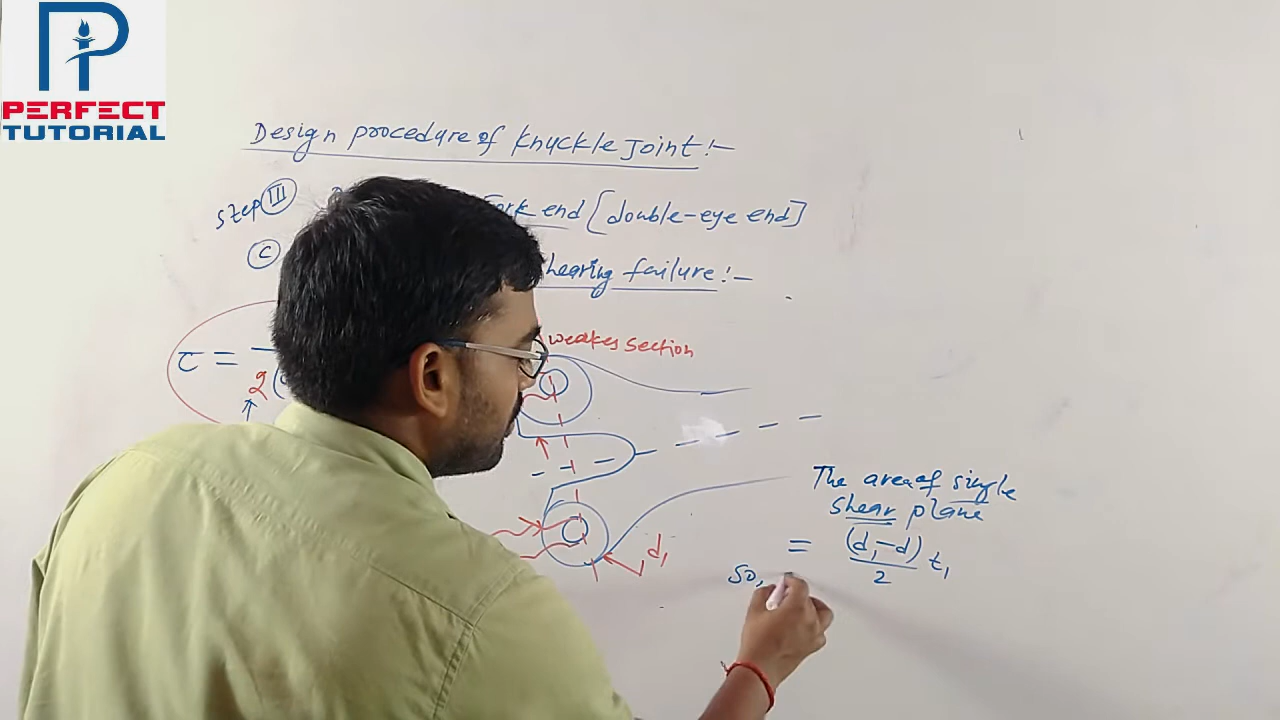 PERFECT
TUTORIAL
Design procedure of Knuckle Joint:-
step III
Fork end [double-eye end]
C
shearing failure:-
τ =
2
weakes section
d₁
The area of single
shear plane
= (d₁-d)/2 t₁
So,